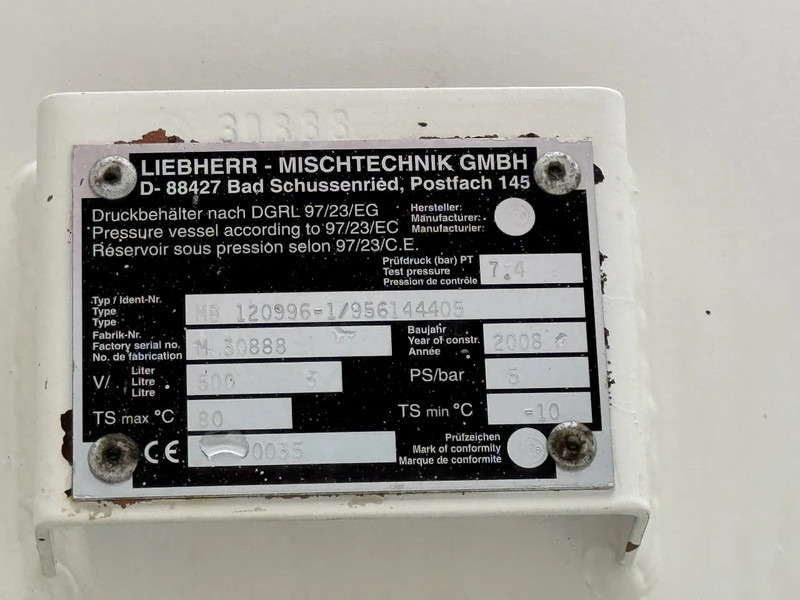 LIEBHERR - MISCHTECHNIK GMBH
D- 88427 Bad Schussenried, Postfach 145
Druckbehälter nach DGRL 97/23/EG
Pressure vessel according to 97/23/EC
Réservoir sous pression selon 97/23/C.E.
Hersteller:
Manufacturer:
Manufacturier:
Prüfdruck (bar) PT
Test pressure
Pression de contrôle
7.4
Typ / Ident-Nr.
Type
Type
MB 120996-1/956144405
Fabrik-Nr.
Factory serial no.
No. de fabrication
M 30888
Baujahr
Year of constr.
Année
2008
V/ Liter
Litre
Litre
500
PS/bar
5
TS max °C
80
TS min °C
-10
CE
0035
Prüfzeichen
Mark of conformity
Marque de conformite